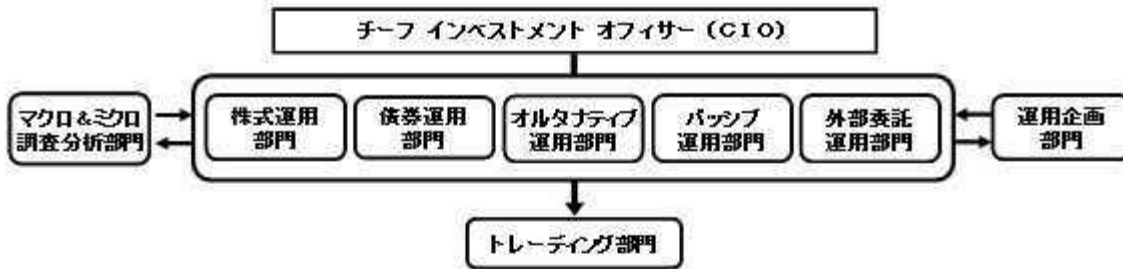 チーフ インベストメント オフィサー（CIO）
マクロ＆ミクロ
調査分析部門
株式運用
部門
債券運用
部門
オルタナティブ
運用部門
パッシブ
運用部門
外部委託
運用部門
運用企画
部門
トレーディング部門